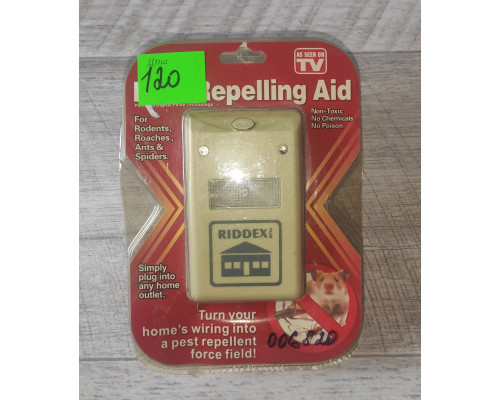 Цена
120
AS SEEN ON
TV
Repelling Aid
For
Rodents,
Roaches,
Ants &
Spiders.
Non-Toxic
No Chemicals
No Poison
RIDDEX
Simply
plug into
any home
outlet.
Turn your
home's wiring into
a pest repellent
force field!
006820